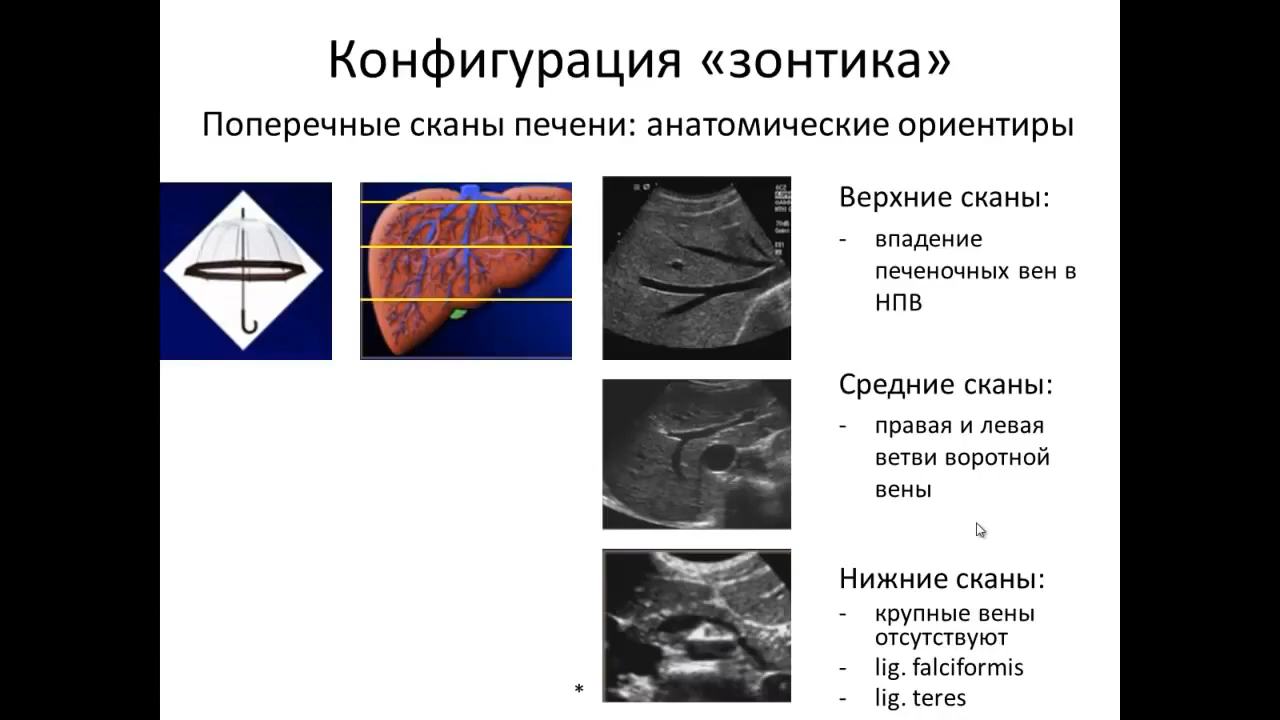 Конфигурация «зонтика»
Поперечные сканы печени: анатомические ориентиры
Верхние сканы:
- впадение
печеночных вен в
НПВ
Средние сканы:
- правая и левая
ветви воротной
вены
Нижние сканы:
- крупные вены
отсутствуют
- lig. falciformis
- lig. teres
*